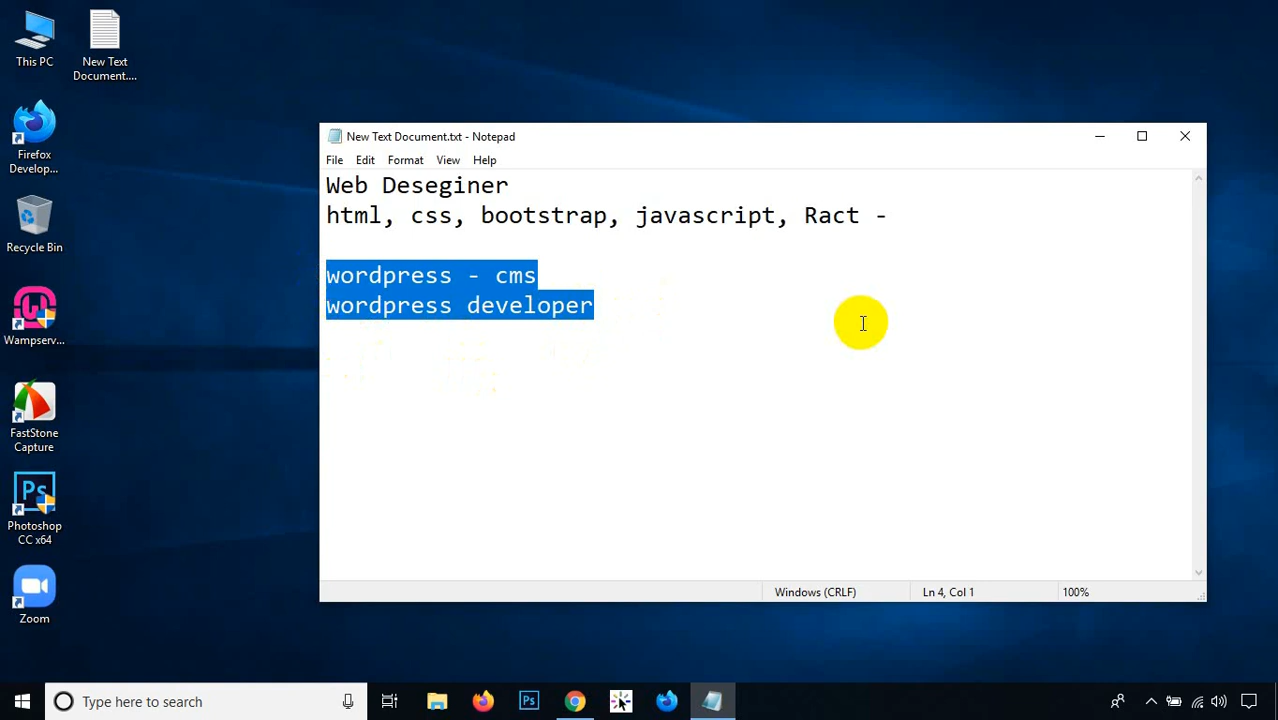 This PC
New Text
Document....
Firefox
Develop...
Recycle Bin
Wampserv...
FastStone
Capture
Photoshop
CC x64
Zoom
New Text Document.txt - Notepad
File Edit Format View Help
Web Deseginer
html, css, bootstrap, javascript, Ract -
wordpress - cms
wordpress developer
Windows (CRLF) Ln 4, Col 1 100%
Type here to search